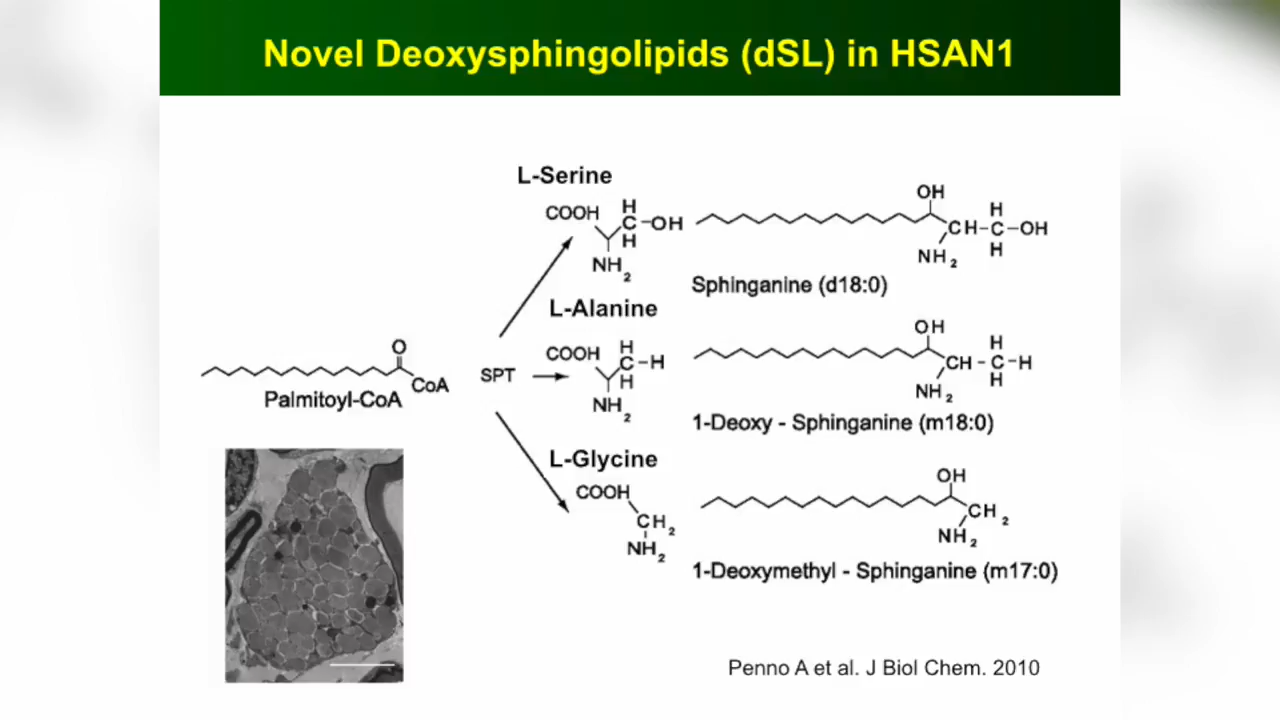 Novel Deoxysphingolipids (dSL) in HSAN1
L-Serine
COOH H
C-OH
H
NH2
OH
CH-C-OH
H
H
NH2
Sphinganine (d18:0)
L-Alanine
COOH H
C-H
H
NH2
OH
CH-C-H
H
H
NH2
1-Deoxy - Sphinganine (m18:0)
O
CoA
Palmitoyl-CoA
SPT
L-Glycine
COOH
CH2
NH2
OH
CH2
NH2
1-Deoxymethyl - Sphinganine (m17:0)
Penno A et al. J Biol Chem. 2010